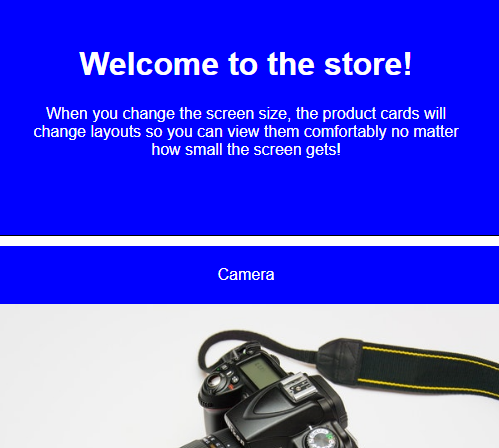 Welcome to the store!
When you change the screen size, the product cards will
change layouts so you can view them comfortably no matter
how small the screen gets!
Camera